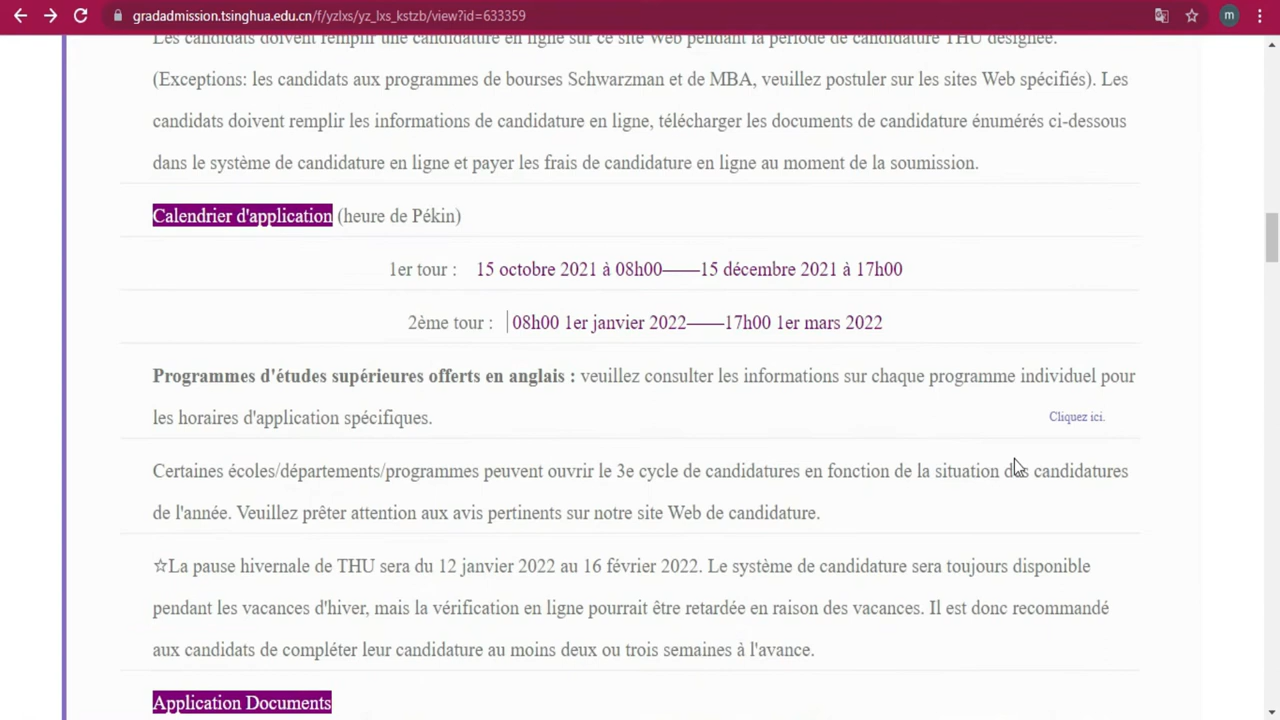 gradadmission.tsinghua.edu.cn/f/yzlxs/yz_lxs_kstzb/view?id=633359
m
Les candidats doivent remplir une candidature en ligne sur ce site Web pendant la période de candidature THU désignée.
(Exceptions: les candidats aux programmes de bourses Schwarzman et de MBA, veuillez postuler sur les sites Web spécifiés). Les
candidats doivent remplir les informations de candidature en ligne, télécharger les documents de candidature énumérés ci-dessous
dans le système de candidature en ligne et payer les frais de candidature en ligne au moment de la soumission.
Calendrier d'application (heure de Pékin)
1er tour : 15 octobre 2021 à 08h00——15 décembre 2021 à 17h00
2ème tour : 08h00 1er janvier 2022——17h00 1er mars 2022
Programmes d'études supérieures offerts en anglais : veuillez consulter les informations sur chaque programme individuel pour
les horaires d'application spécifiques. Cliquez ici.
Certaines écoles/départements/programmes peuvent ouvrir le 3e cycle de candidatures en fonction de la situation des candidatures
de l'année. Veuillez prêter attention aux avis pertinents sur notre site Web de candidature.
☆La pause hivernale de THU sera du 12 janvier 2022 au 16 février 2022. Le système de candidature sera toujours disponible
pendant les vacances d'hiver, mais la vérification en ligne pourrait être retardée en raison des vacances. Il est donc recommandé
aux candidats de compléter leur candidature au moins deux ou trois semaines à l'avance.
Application Documents